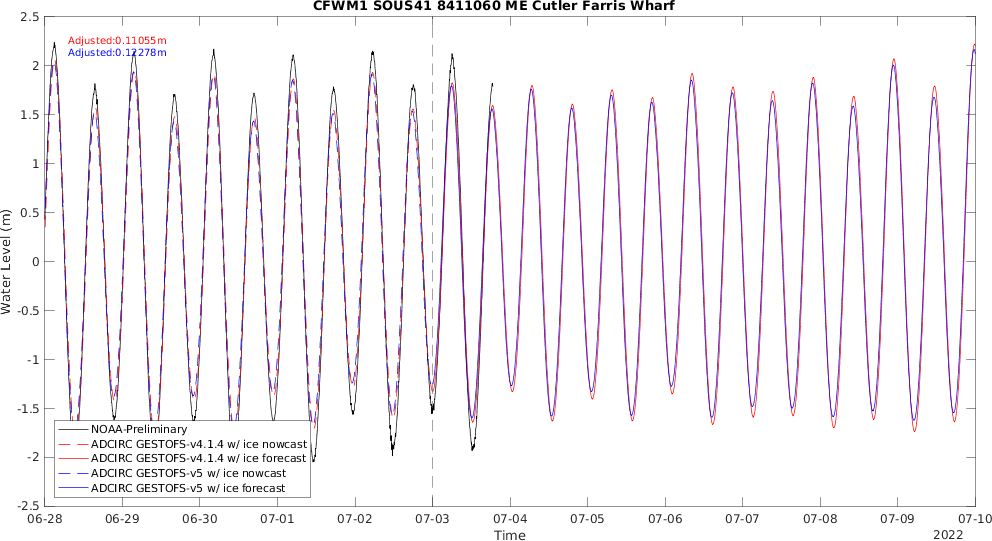 CFWM1 SOUS41 8411060 ME Cutler Farris Wharf
Adjusted:0.11055m
Adjusted:0.12278m
Water Level (m)
2.5
2
1.5
1
0.5
0
-0.5
-1
-1.5
-2
-2.5
NOAA-Preliminary
ADCIRC GESTOFS-v4.1.4 w/ ice nowcast
ADCIRC GESTOFS-v4.1.4 w/ ice forecast
ADCIRC GESTOFS-v5 w/ ice nowcast
ADCIRC GESTOFS-v5 w/ ice forecast
06-28 06-29 06-30 07-01 07-02 07-03 07-04 07-05 07-06 07-07 07-08 07-09 07-10
Time
2022